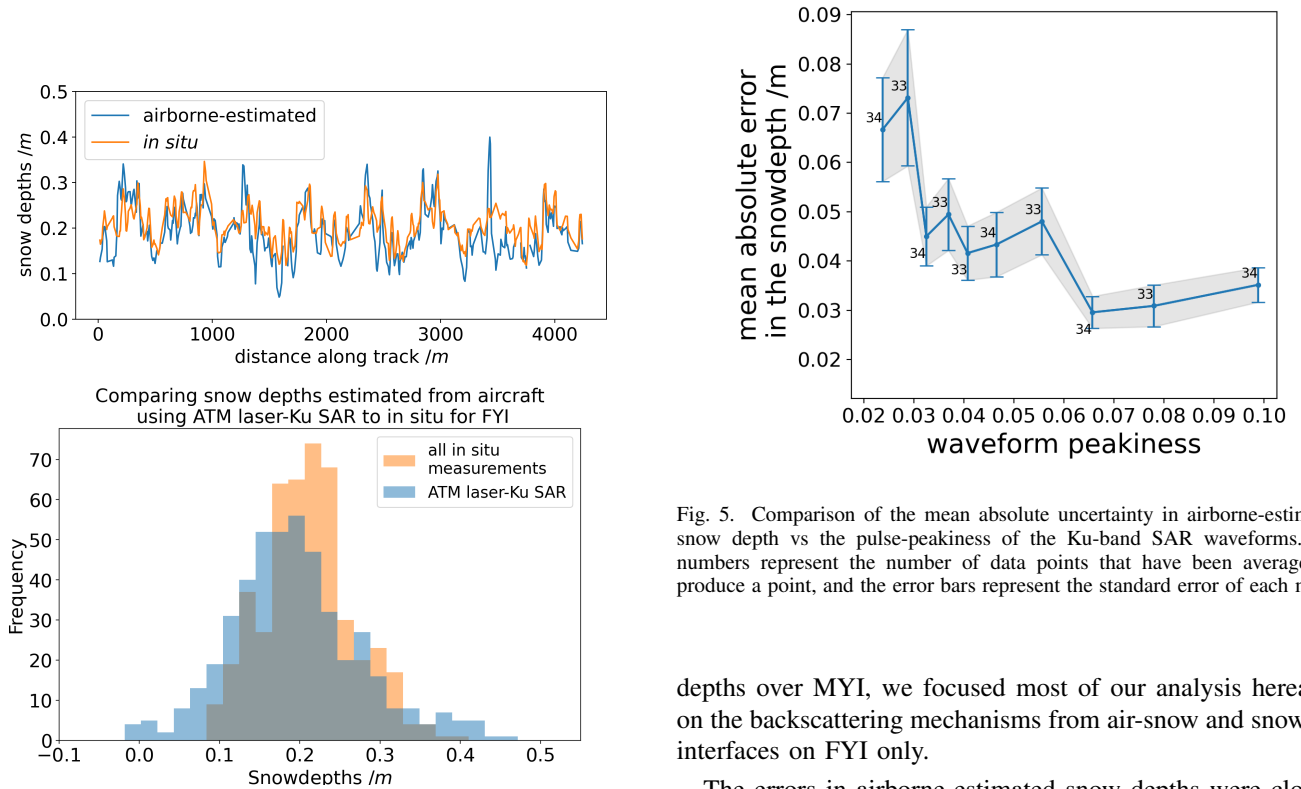 0.5
0.4
0.3
0.2
0.1
0.0
snow depths /m
airborne-estimated
in situ
0 1000 2000 3000 4000
distance along track /m
Comparing snow depths estimated from aircraft
using ATM laser-Ku SAR to in situ for FYI
70
60
50
40
30
20
10
0
Frequency
all in situ
measurements
ATM laser-Ku SAR
−0.1 0.0 0.1 0.2 0.3 0.4 0.5
Snowdepths /m
0.09
0.08
0.07
0.06
0.05
0.04
0.03
0.02
mean absolute error
in the snowdepth /m
34
33
34
33
33
34
33
34
33
34
0.02 0.03 0.04 0.05 0.06 0.07 0.08 0.09 0.10
waveform peakiness
Fig. 5. Comparison of the mean absolute uncertainty in
snow depth vs the pulse-peakiness of the Ku-band SAR waveforms.
numbers represent the number of data points that have been
produce a point, and the error bars represent the standard error of each
depths over MYI, we focused most of our analysis
on the backscattering mechanisms from air-snow and
interfaces on FYI only.
The errors in airborne estimated snow depths were